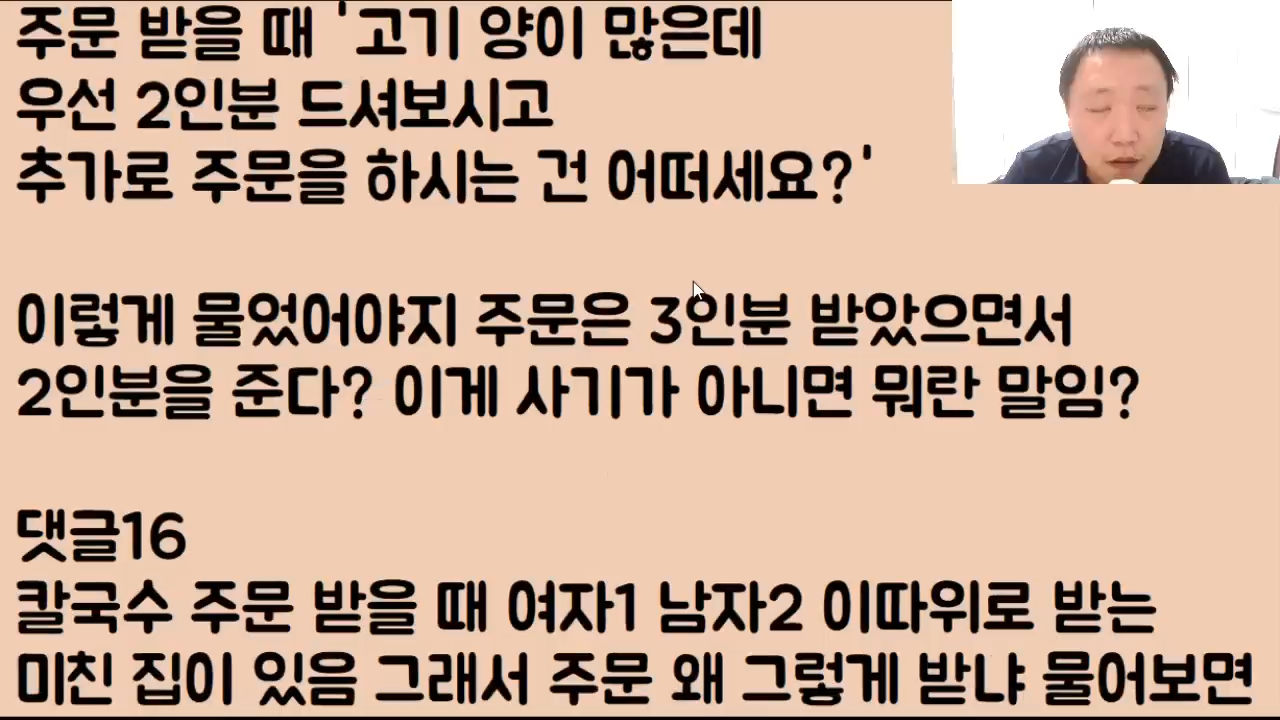 주문 받을 때 '고기 양이 많은데
우선 2인분 드셔보시고
추가로 주문을 하시는 건 어떠세요?'
이렇게 물었어야지 주문은 3인분 받았으면서
2인분을 준다? 이게 사기가 아니면 뭐란 말임?
댓글16
칼국수 주문 받을 때 여자1 남자2 이따위로 받는
미친 집이 있음 그래서 주문 왜 그렇게 받냐 물어보면